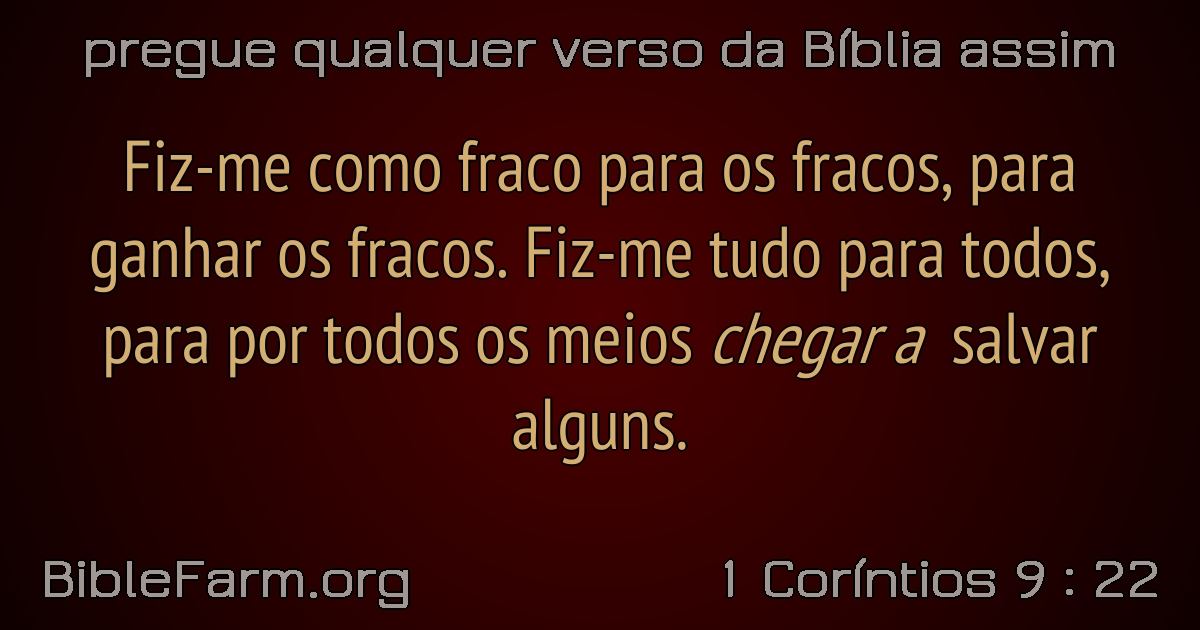 pregue qualquer verso da Bíblia assim
Fiz-me como fraco para os fracos, para
ganhar os fracos. Fiz-me tudo para todos,
para por todos os meios chegar a salvar
alguns.
BibleFarm.org
1 Coríntios 9 : 22